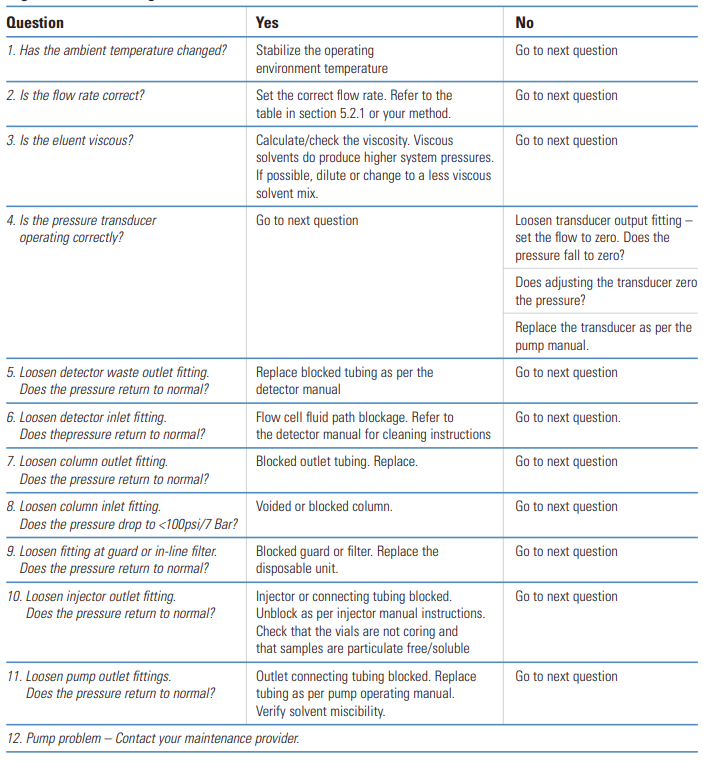 Question Yes No
1. Has the ambient temperature changed? Stabilize the operating Go to next question
environment temperature
2. Is the flow rate correct? Set the correct flow rate. Refer to the Go to next question
table in section 5.2.1 or your method.
3. Is the eluent viscous? Calculate/check the viscosity. Viscous Go to next question
solvents do produce higher system pressures.
If possible, dilute or change to a less viscous
solvent mix.
4. Is the pressure transducer Go to next question Loosen transducer output fitting –
operating correctly? set the flow to zero. Does the
pressure fall to zero?
Does adjusting the transducer zero
the pressure?
Replace the transducer as per the
pump manual.
5. Loosen detector waste outlet fitting. Replace blocked tubing as per the Go to next question
Does the pressure return to normal? detector manual
6. Loosen detector inlet fitting. Flow cell fluid path blockage. Refer to Go to next question.
Does thepressure return to normal? the detector manual for cleaning instructions
7. Loosen column outlet fitting. Blocked outlet tubing. Replace. Go to next question
Does the pressure return to normal?
8. Loosen column inlet fitting. Voided or blocked column. Go to next question
Does the pressure drop to <100psi/7 Bar?
9. Loosen fitting at guard or in-line filter. Blocked guard or filter. Replace the Go to next question
Does the pressure return to normal? disposable unit.
10. Loosen injector outlet fitting. Injector or connecting tubing blocked. Go to next question
Does the pressure return to normal? Unblock as per injector manual instructions.
Check that the vials are not coring and
that samples are particulate free/soluble
11. Loosen pump outlet fittings. Outlet connecting tubing blocked. Replace Go to next question
Does the pressure return to normal? tubing as per pump operating manual.
Verify solvent miscibility.
12. Pump problem – Contact your maintenance provider.